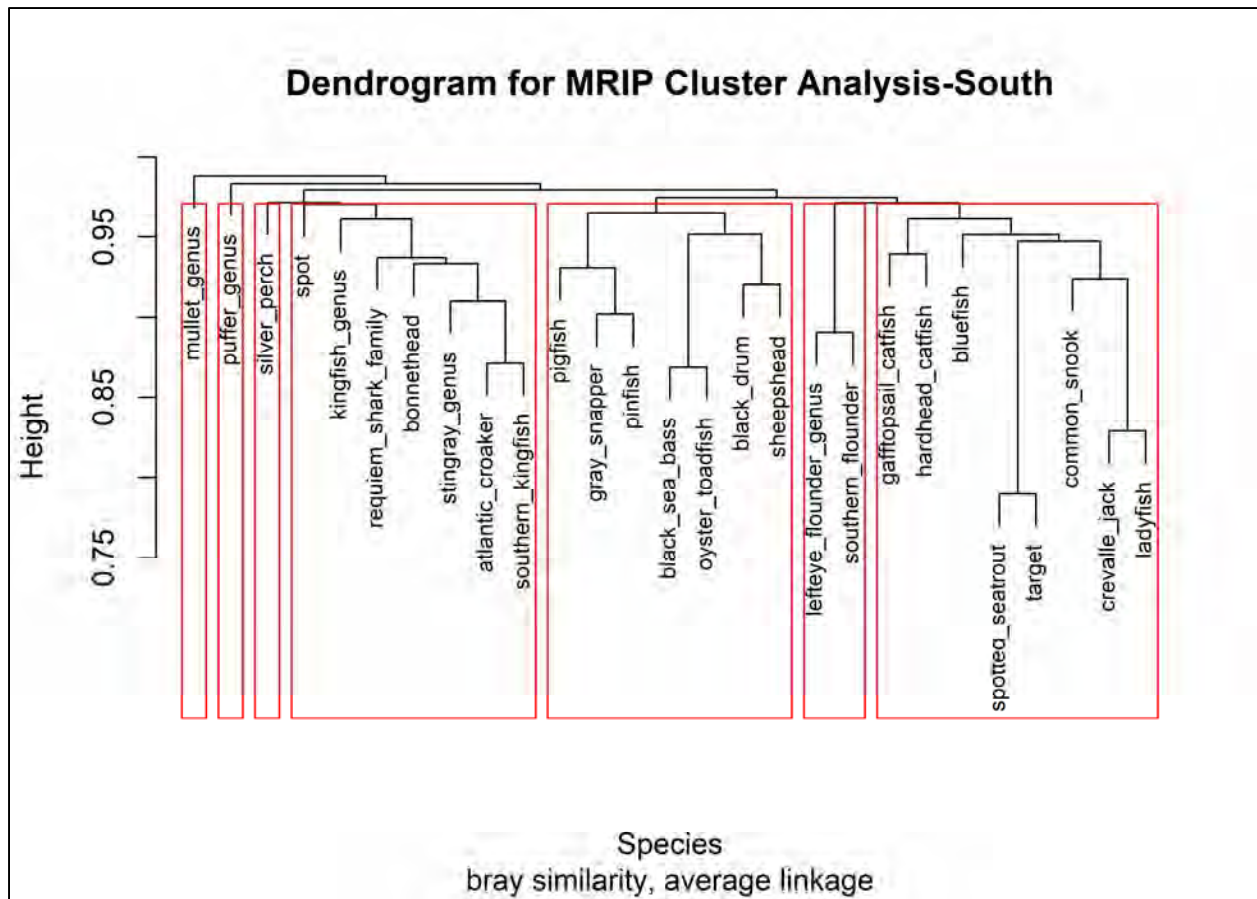 Dendrogram for MRIP Cluster Analysis-South
Height
0.95
0.85
0.75
mullet_genus
puffer_genus
silver_perch
spot
kingfish_genus
requiem_shark_family
bonnethead
stingray_genus
atlantic_croaker
southern_kingfish
pigfish
gray_snapper
pinfish
black_sea_bass
oyster_toadfish
black_drum
sheepshead
lefteye_flounder_genus
southern_flounder
gafftopsail_catfish
hardhead_catfish
bluefish
spotted_seatrout
target
common_snook
crevalle_jack
ladyfish
Species
bray similarity, average linkage